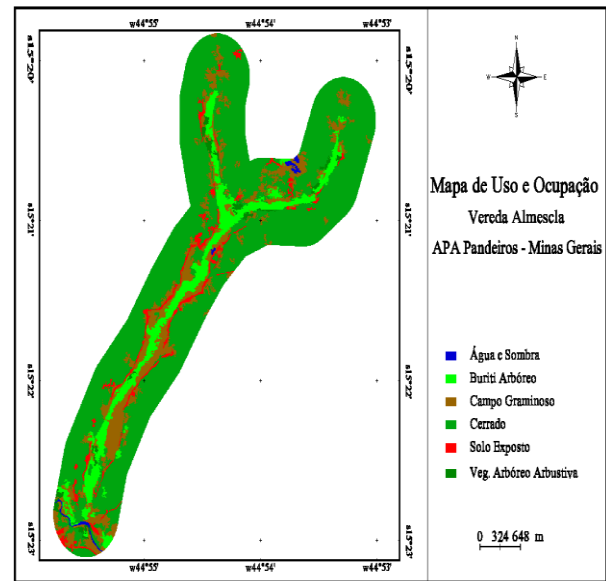 w44°55' w44°54' w44°53'
s15°20' s15°20'
s15°21' s15°21'
s15°22' s15°22'
s15°23' s15°23'
w44°55' w44°54' w44°53'
N
W E
S
Mapa de Uso e Ocupação
Vereda Almescla
APA Pandeiros - Minas Gerais
Água e Sombra
Buriti Arbóreo
Campo Graminoso
Cerrado
Solo Exposto
Veg. Arbóreo Arbustiva
0 324 648 m